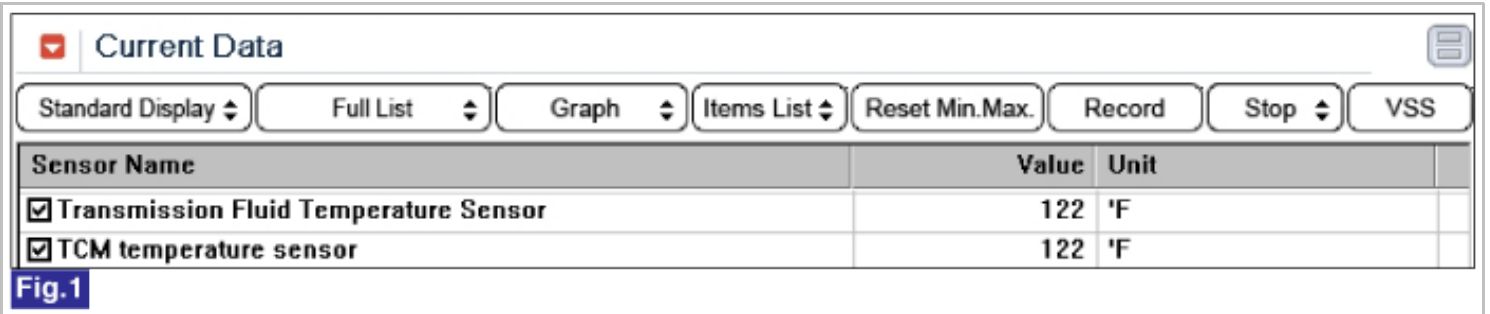 Current Data
Standard Display Full List Graph Items List Reset Min.Max. Record Stop VSS
Sensor Name Value Unit
Transmission Fluid Temperature Sensor 122 'F
TCM temperature sensor 122 'F
Fig.1